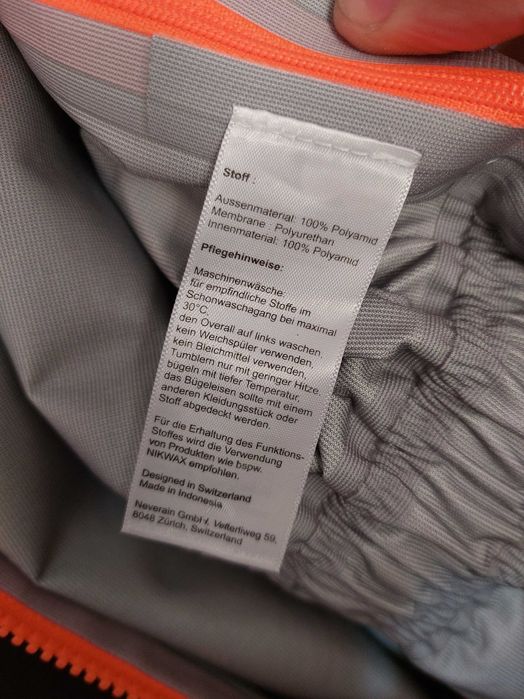 Stoff :
Aussenmaterial: 100% Polyamid
Membrane : Polyurethan
Innenmaterial: 100% Polyamid
Pflegehinweise:
Maschinenwäsche:
für empfindliche Stoffe im
Schonwaschagang bei maximal
30°C,
den Overall auf links waschen,
kein Weichspüler verwenden,
kein Bleichmittel verwenden,
Tumblern nur mit geringer Hitze,
bügeln mit tiefer Temperatur,
das Bügeleisen sollte mit einem
anderen Kleidungsstück oder
Stoff abgedeckt werden.
Für die Erhaltung des Funktions-
Stoffes wird die Verwendung
von Produkten wie bspw.
NIKWAX empfohlen.
Designed in Switzerland
Made in Indonesia
Neverain GmbH, Vetterliweg 59,
8048 Zürich, Switzerland